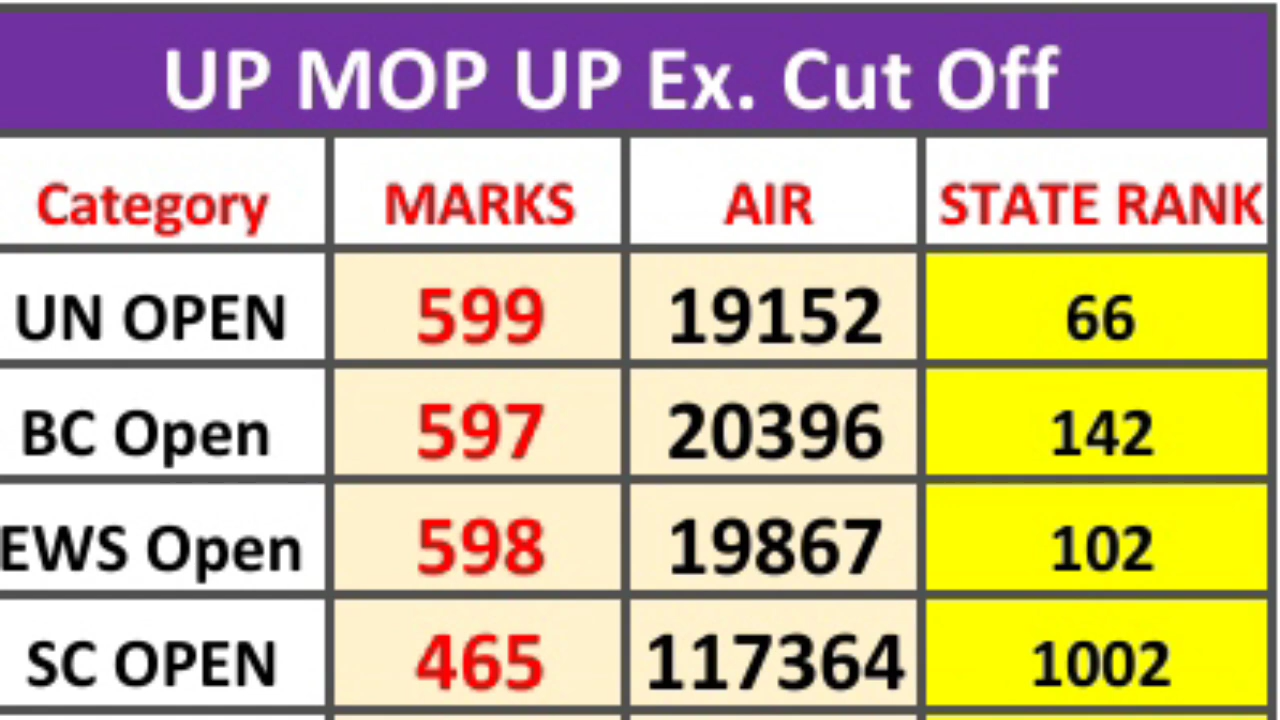 UP MOP UP Ex. Cut Off
Category MARKS AIR STATE RANK
UN OPEN 599 19152 66
BC Open 597 20396 142
EWS Open 598 19867 102
SC OPEN 465 117364 1002